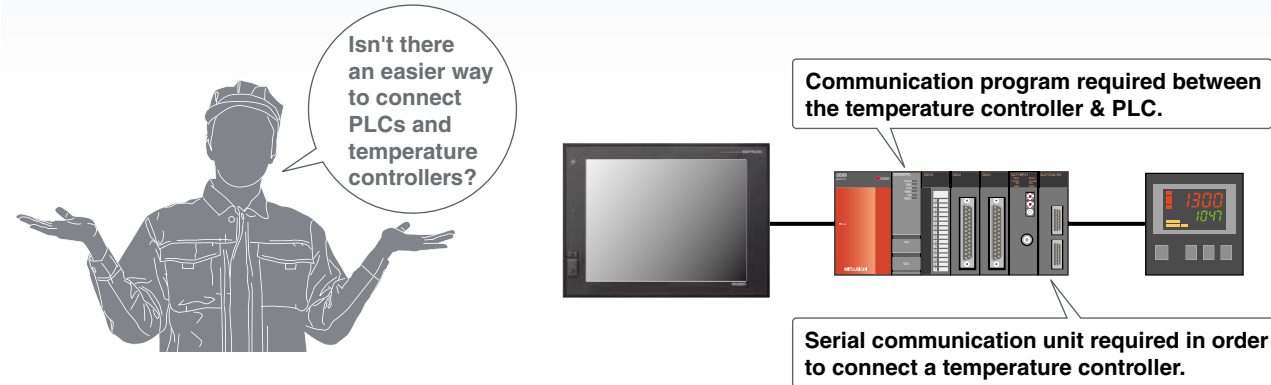 Isn't there
an easier way
to connect
PLCs and
temperature
controllers?
Communication program required between
the temperature controller & PLC.
MITSUBISHI
1300
1047
Serial communication unit required in order
to connect a temperature controller.